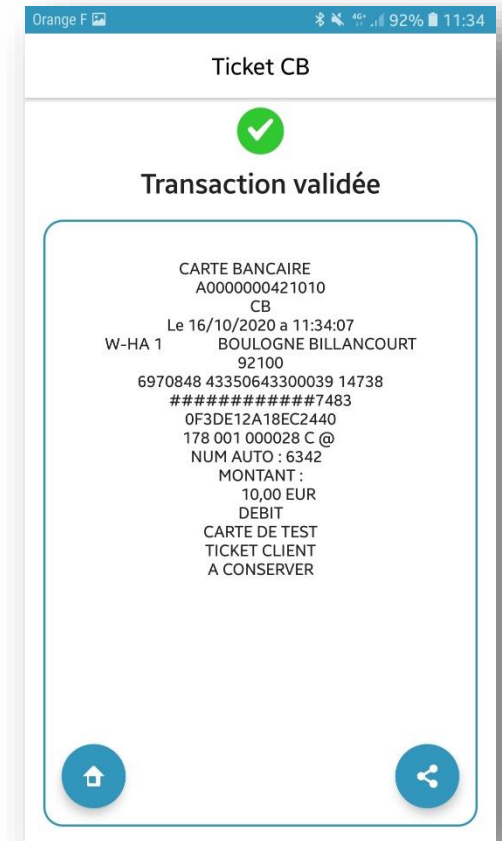 Orange F 4G+ 92% 11:34
Ticket CB
Transaction validée
CARTE BANCAIRE
A0000000421010
CB
Le 16/10/2020 a 11:34:07
W-HA 1 BOULOGNE BILLANCOURT
92100
6970848 43350643300039 14738
############7483
0F3DE12A18EC2440
178 001 000028 C @
NUM AUTO : 6342
MONTANT :
10,00 EUR
DEBIT
CARTE DE TEST
TICKET CLIENT
A CONSERVER